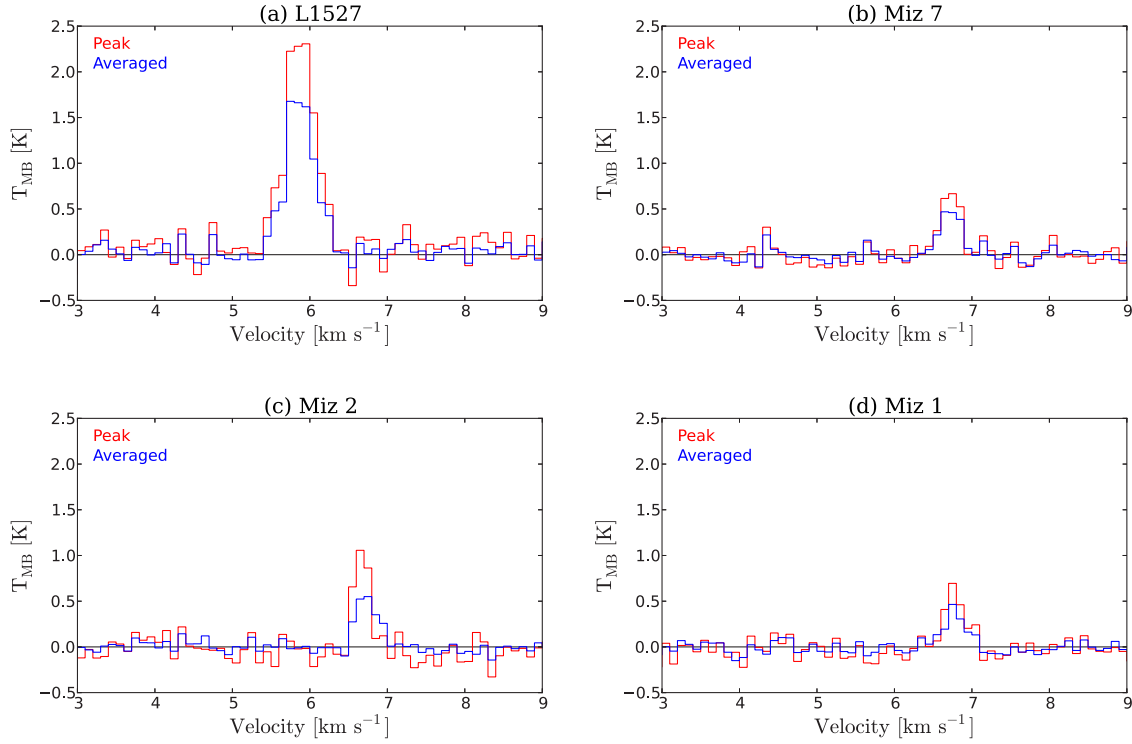 (a) L1527
2.5
2.0
1.5
1.0
0.5
0.0
−0.5
T_MB [K]
Peak
Averaged
3 4 5 6 7 8 9
Velocity [km s⁻¹]
(b) Miz 7
2.5
2.0
1.5
1.0
0.5
0.0
−0.5
T_MB [K]
Peak
Averaged
3 4 5 6 7 8 9
Velocity [km s⁻¹]
(c) Miz 2
2.5
2.0
1.5
1.0
0.5
0.0
−0.5
T_MB [K]
Peak
Averaged
3 4 5 6 7 8 9
Velocity [km s⁻¹]
(d) Miz 1
2.5
2.0
1.5
1.0
0.5
0.0
−0.5
T_MB [K]
Peak
Averaged
3 4 5 6 7 8 9
Velocity [km s⁻¹]